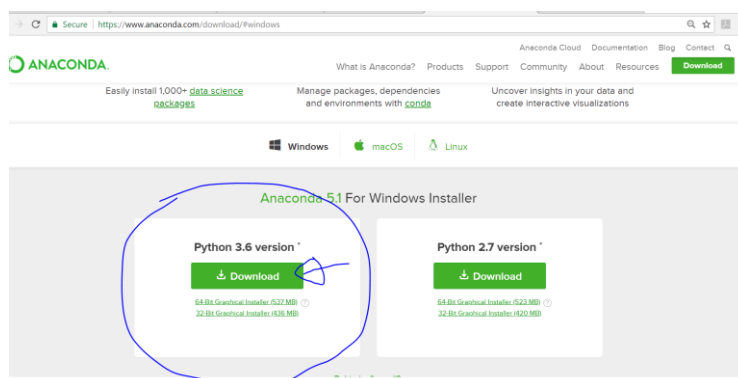 Secure | https://www.anaconda.com/download/#windows
Anaconda Cloud Documentation Blog Contact
ANACONDA.
What is Anaconda? Products Support Community About Resources Download
Easily install 1,000+ data science packages
Manage packages, dependencies and environments with conda
Uncover insights in your data and create interactive visualizations
Windows macOS Linux
Anaconda 5.1 For Windows Installer
Python 3.6 version *
Download
64-Bit Graphical Installer (537 MB) ?
32-Bit Graphical Installer (436 MB)
Python 2.7 version *
Download
64-Bit Graphical Installer (523 MB) ?
32-Bit Graphical Installer (420 MB)